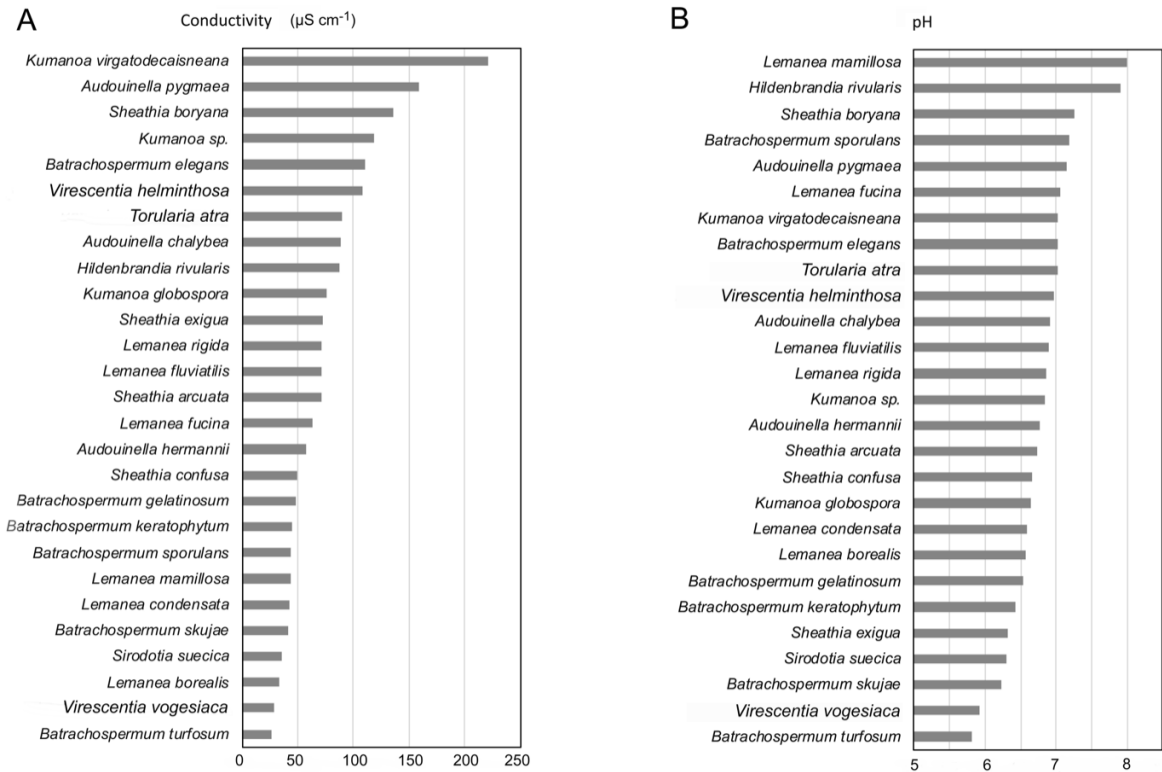 A
Conductivity (µS cm-1)
Kumanoa virgatodecaisneana
Audouinella pygmaea
Sheathia boryana
Kumanoa sp.
Batrachospermum elegans
Virescentia helminthosa
Torularia atra
Audouinella chalybea
Hildenbrandia rivularis
Kumanoa globospora
Sheathia exigua
Lemanea rigida
Lemanea fluviatilis
Sheathia arcuata
Lemanea fucina
Audouinella hermannii
Sheathia confusa
Batrachospermum gelatinosum
Batrachospermum keratophytum
Batrachospermum sporulans
Lemanea mamillosa
Lemanea condensata
Batrachospermum skujae
Sirodotia suecica
Lemanea borealis
Virescentia vogesiaca
Batrachospermum turfosum
0 50 100 150 200 250
B
pH
Lemanea mamillosa
Hildenbrandia rivularis
Sheathia boryana
Batrachospermum sporulans
Audouinella pygmaea
Lemanea fucina
Kumanoa virgatodecaisneana
Batrachospermum elegans
Torularia atra
Virescentia helminthosa
Audouinella chalybea
Lemanea fluviatilis
Lemanea rigida
Kumanoa sp.
Audouinella hermannii
Sheathia arcuata
Sheathia confusa
Kumanoa globospora
Lemanea condensata
Lemanea borealis
Batrachospermum gelatinosum
Batrachospermum keratophytum
Sheathia exigua
Sirodotia suecica
Batrachospermum skujae
Virescentia vogesiaca
Batrachospermum turfosum
5 6 7 8